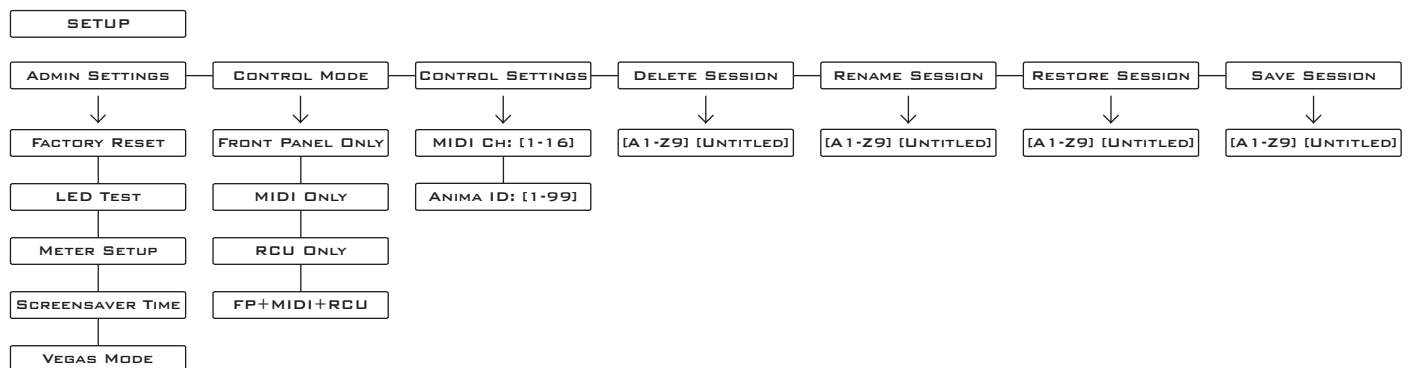 SETUP
ADMIN SETTINGS CONTROL MODE CONTROL SETTINGS DELETE SESSION RENAME SESSION RESTORE SESSION SAVE SESSION
FACTORY RESET FRONT PANEL ONLY MIDI CH: [1-16] [A1-Z9] [UNTITLED] [A1-Z9] [UNTITLED] [A1-Z9] [UNTITLED] [A1-Z9] [UNTITLED]
LED TEST MIDI ONLY ANIMA ID: [1-99]
METER SETUP RCU ONLY
SCREENSAVER TIME FP+MIDI+RCU
VEGAS MODE